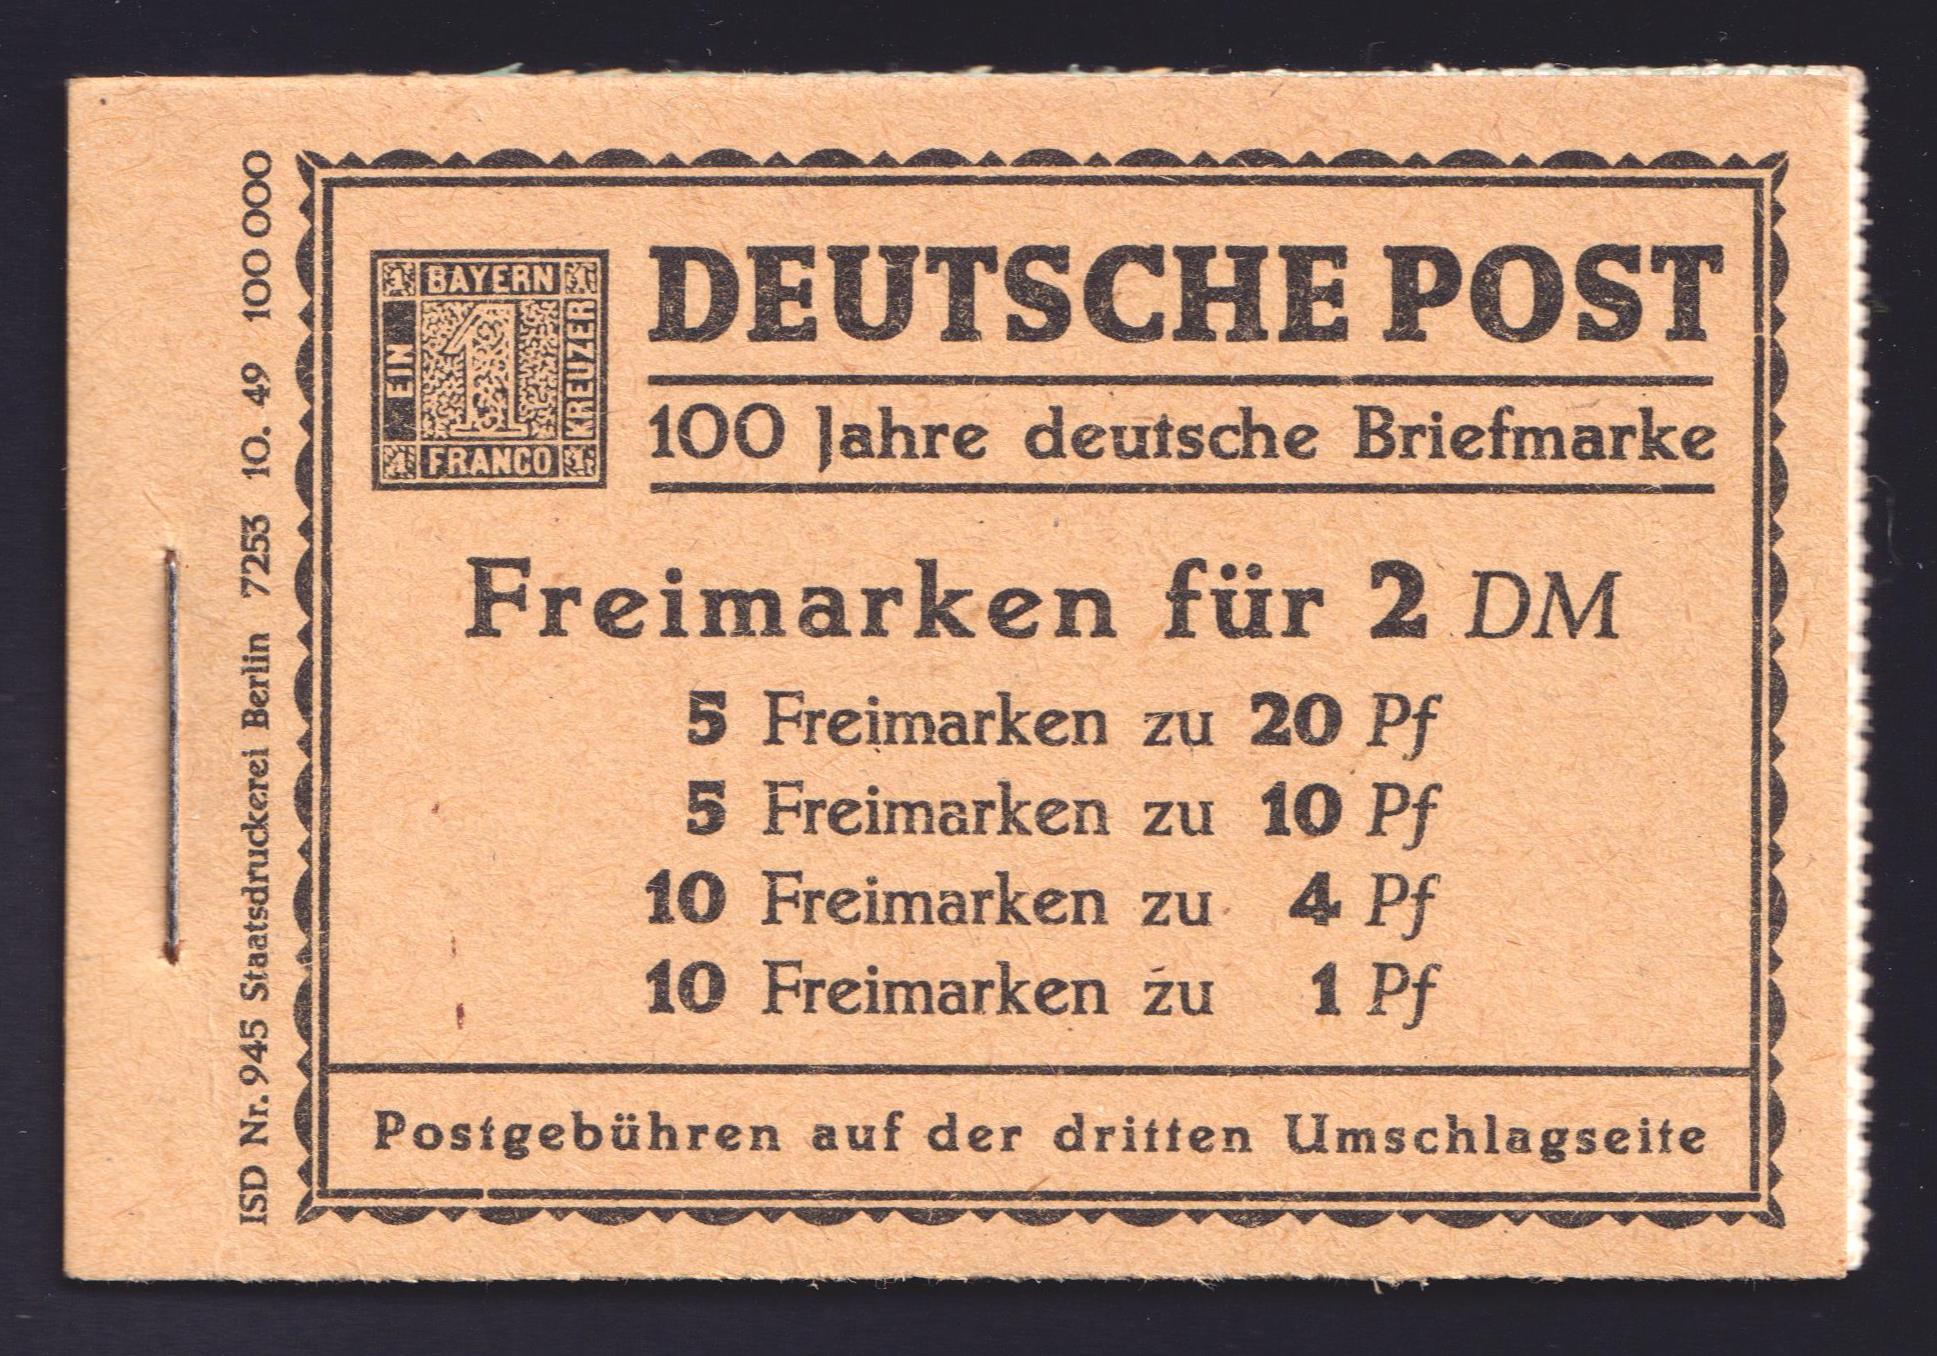 ISD Nr. 945 Staatsdruckerei Berlin 7253 10. 49 100 000
1 BAYERN 1
EIN 1 KREUZER
1 FRANCO 1
DEUTSCHE POST
100 Jahre deutsche Briefmarke
Freimarken für 2 DM
5 Freimarken zu 20 Pf
5 Freimarken zu 10 Pf
10 Freimarken zu 4 Pf
10 Freimarken zu 1 Pf
Postgebühren auf der dritten Umschlagseite